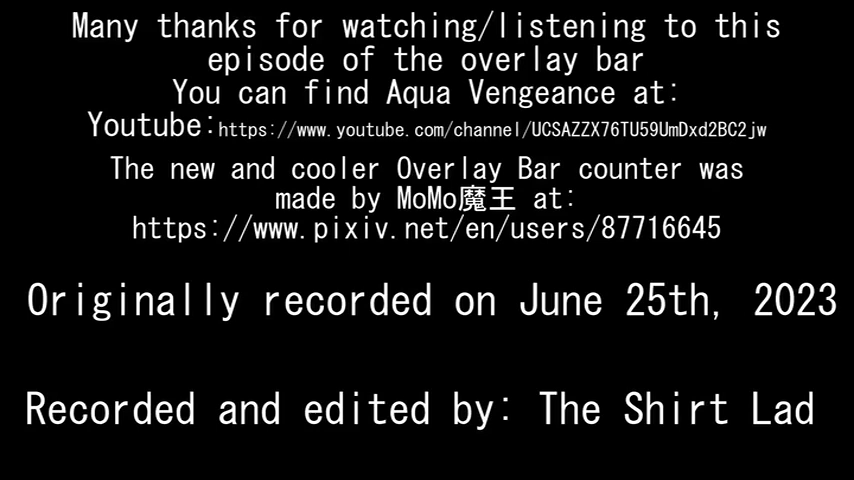 Many thanks for watching/listening to this
episode of the overlay bar
You can find Aqua Vengeance at:
Youtube:https://www.youtube.com/channel/UCSAZZX76TU59UmDxd2BC2jw
The new and cooler Overlay Bar counter was
made by MoMo魔王 at:
https://www.pixiv.net/en/users/87716645
Originally recorded on June 25th, 2023
Recorded and edited by: The Shirt Lad